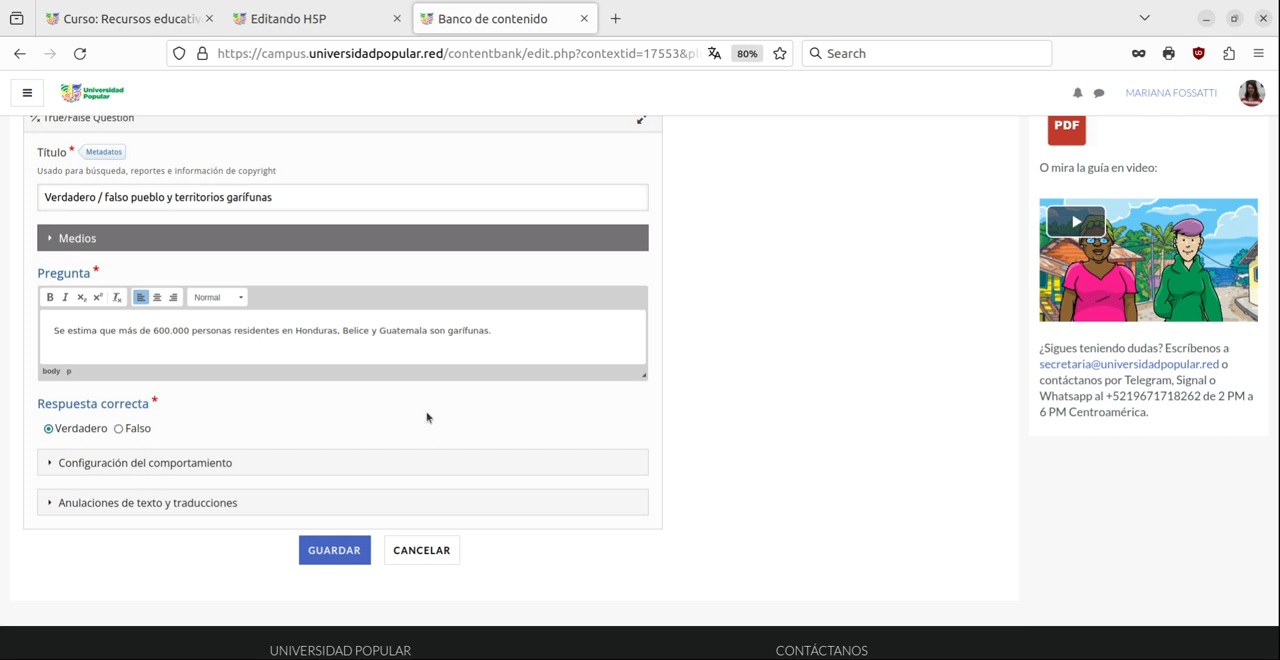 Curso: Recursos educativ
Editando H5P
Banco de contenido
https://campus.universidadpopular.red/contentbank/edit.php?contextid=17553&pl
80%
Search
Universidad
Popular
MARIANA FOSSATTI
True/False Question
Título * Metadatos
Usado para búsqueda, reportes e información de copyright
Verdadero / falso pueblo y territorios garífunas
Medios
Pregunta *
B I x₂ x² Ix Normal
Se estima que más de 600.000 personas residentes en Honduras, Belice y Guatemala son garífunas.
body p
Respuesta correcta *
Verdadero Falso
Configuración del comportamiento
Anulaciones de texto y traducciones
GUARDAR CANCELAR
PDF
O mira la guía en video:
¿Sigues teniendo dudas? Escríbenos a
secretaria@universidadpopular.red o
contáctanos por Telegram, Signal o
Whatsapp al +5219671718262 de 2 PM a
6 PM Centroamérica.
UNIVERSIDAD POPULAR
CONTÁCTANOS